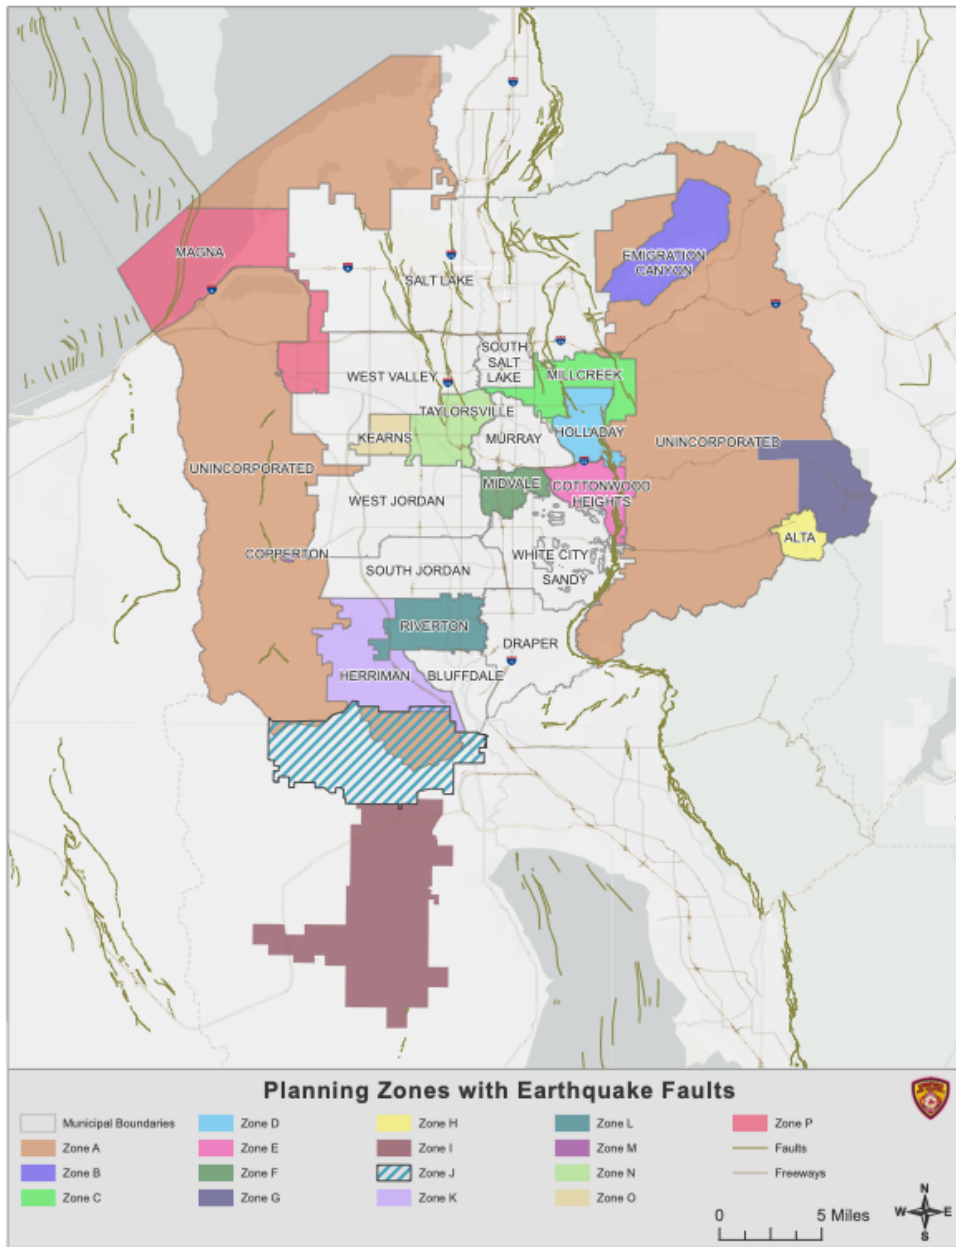 MAGNA
EMIGRATION
CANYON
SALT LAKE
SOUTH
SALT
LAKE
MILLCREEK
WEST VALLEY
TAYLORSVILLE
KEARNS
MURRAY
HOLLADAY
UNINCORPORATED
UNINCORPORATED
MIDVALE
COTTONWOOD
HEIGHTS
WEST JORDAN
ALTA
COPPERTON
WHITE CITY
SOUTH JORDAN
SANDY
RIVERTON
DRAPER
HERRIMAN
BLUFFDALE
Planning Zones with Earthquake Faults
Municipal Boundaries
Zone A
Zone B
Zone C
Zone D
Zone E
Zone F
Zone G
Zone H
Zone I
Zone J
Zone K
Zone L
Zone M
Zone N
Zone O
Zone P
Faults
Freeways
N
W E
S
0 5 Miles